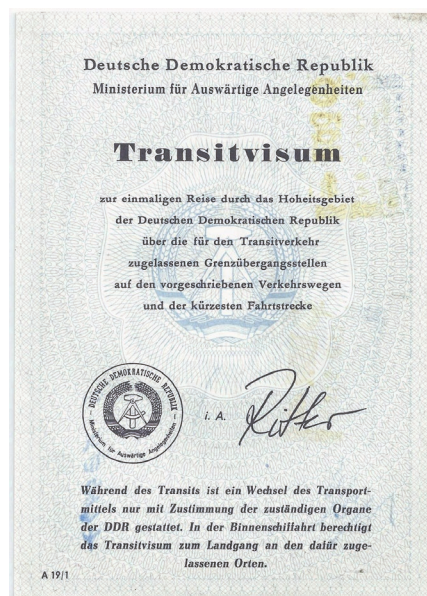 Deutsche Demokratische Republik
Ministerium für Auswärtige Angelegenheiten
Transitvisum
zur einmaligen Reise durch das Hoheitsgebiet
der Deutschen Demokratischen Republik
über die für den Transitverkehr
zugelassenen Grenzübergangsstellen
auf den vorgeschriebenen Verkehrswegen
und der kürzesten Fahrtstrecke
DEUTSCHE DEMOKRATISCHE REPUBLIK
Ministerium für Auswärtige Angelegenheiten
i. A. Ritter
Während des Transits ist ein Wechsel des Transport-
mittels nur mit Zustimmung der zuständigen Organe
der DDR gestattet. In der Binnenschiffahrt berechtigt
das Transitvisum zum Landgang an den dafür zuge-
lassenen Orten.
A 19/1